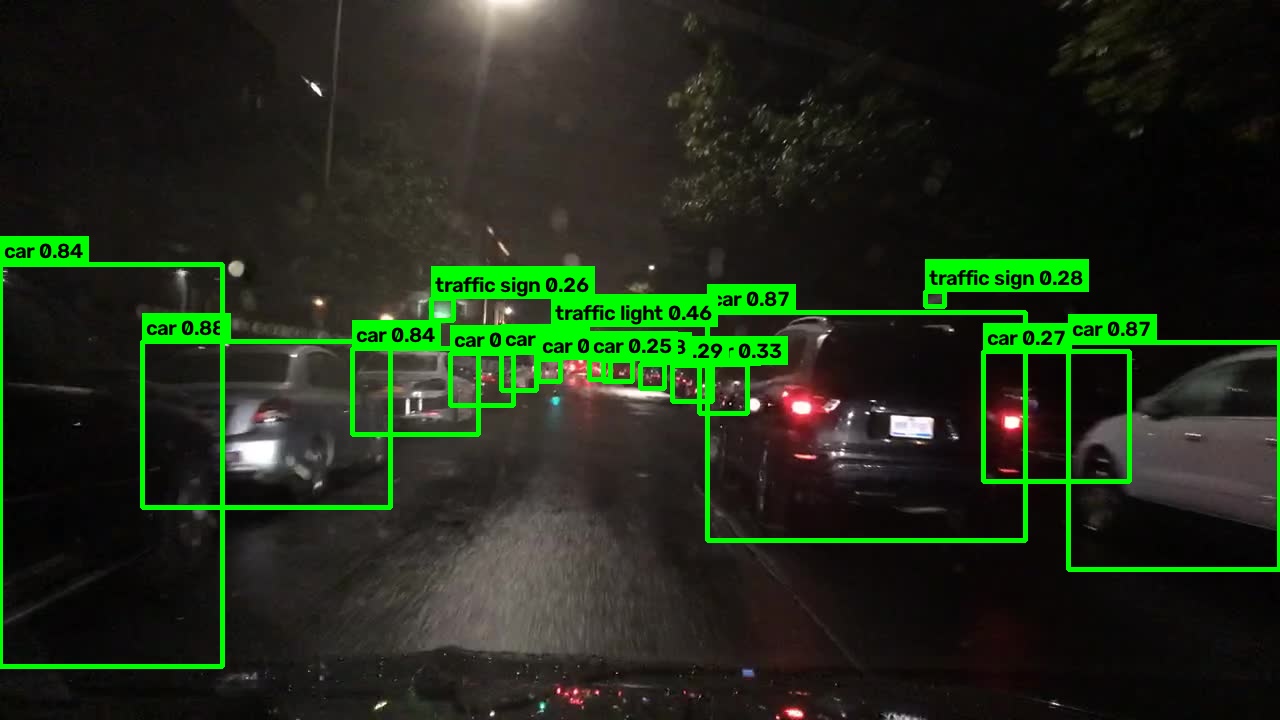 car 0.84
traffic sign 0.28
traffic sign 0.26
car 0.87
traffic light 0.46
car 0.88
car 0.84
car 0.87
car 0.27
car 0
car
car 0
car 0.25
.29
0.33